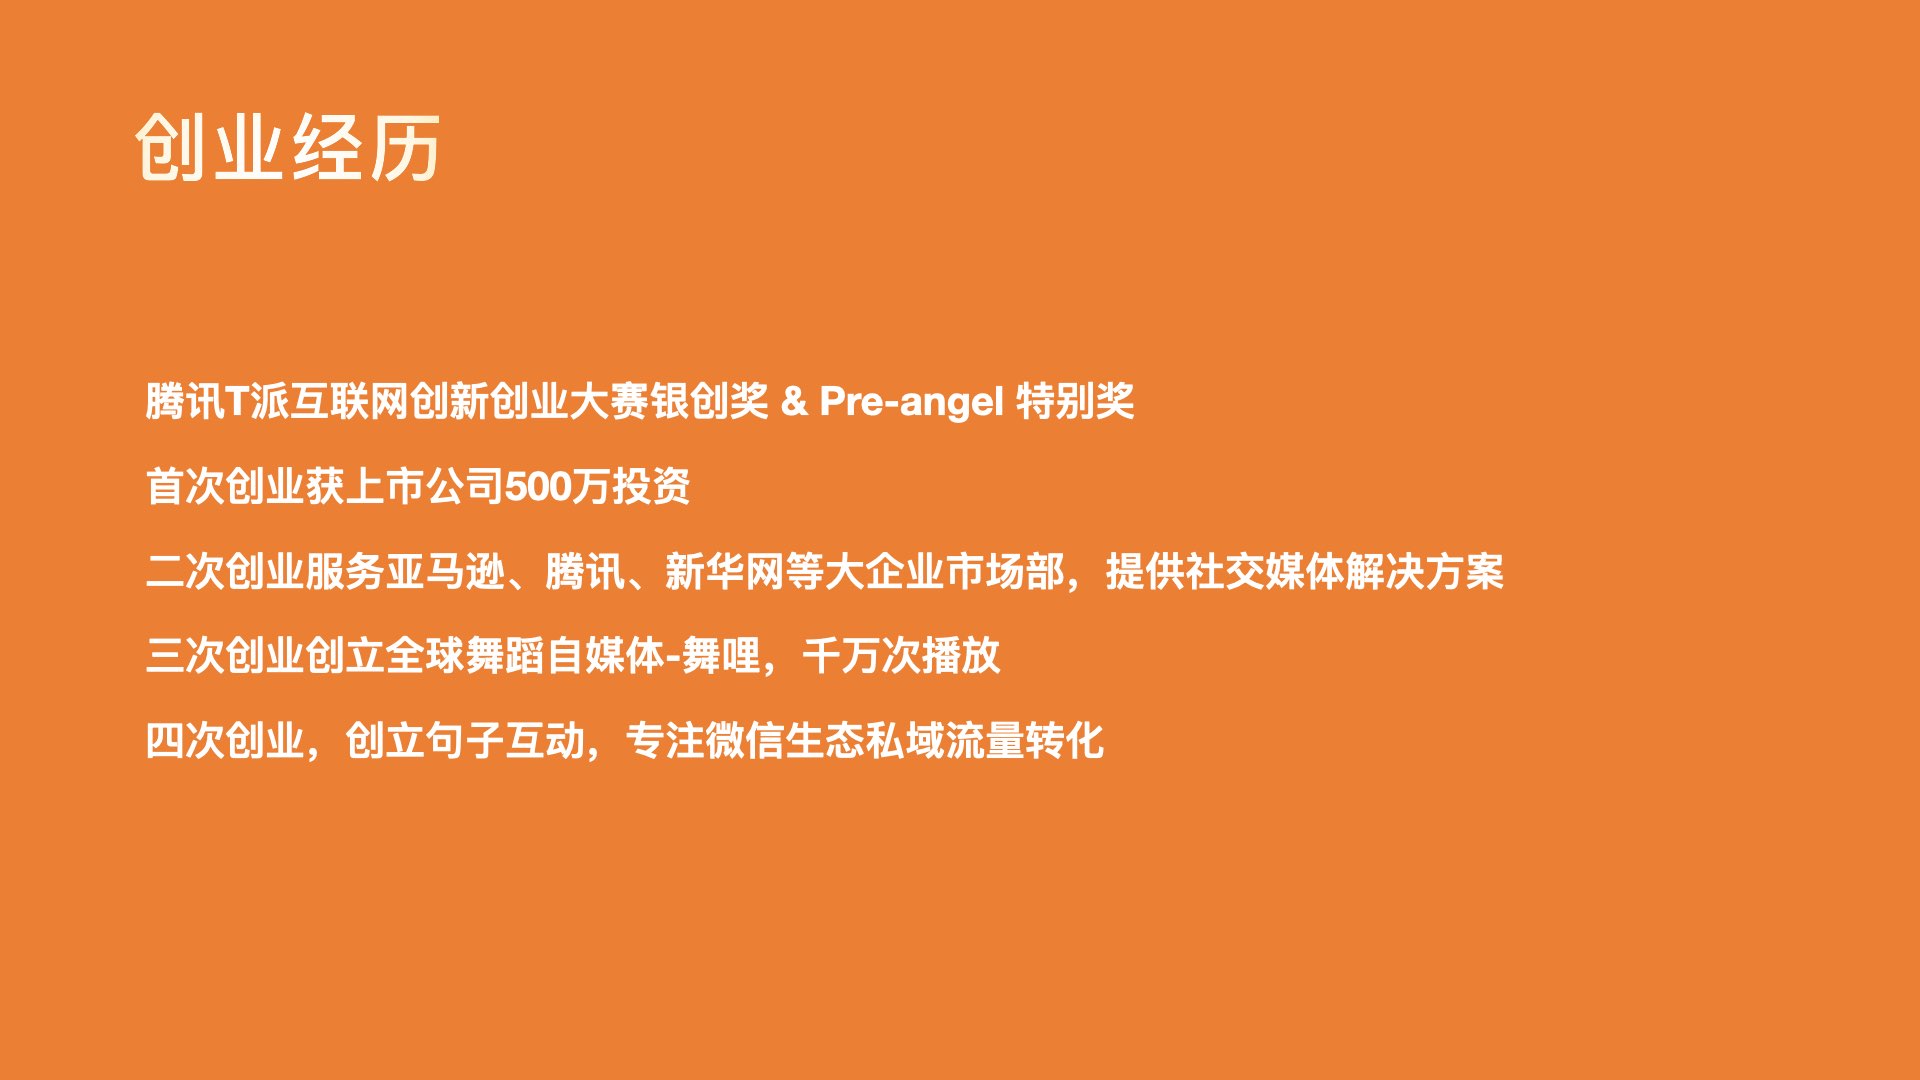 创业经历
腾讯T派互联网创新创业大赛银创奖 & Pre-angel 特别奖
首次创业获上市公司500万投资
二次创业服务亚马逊、腾讯、新华网等大企业市场部，提供社交媒体解决方案
三次创业创立全球舞蹈自媒体-舞哩，千万次播放
四次创业，创立句子互动，专注微信生态私域流量转化